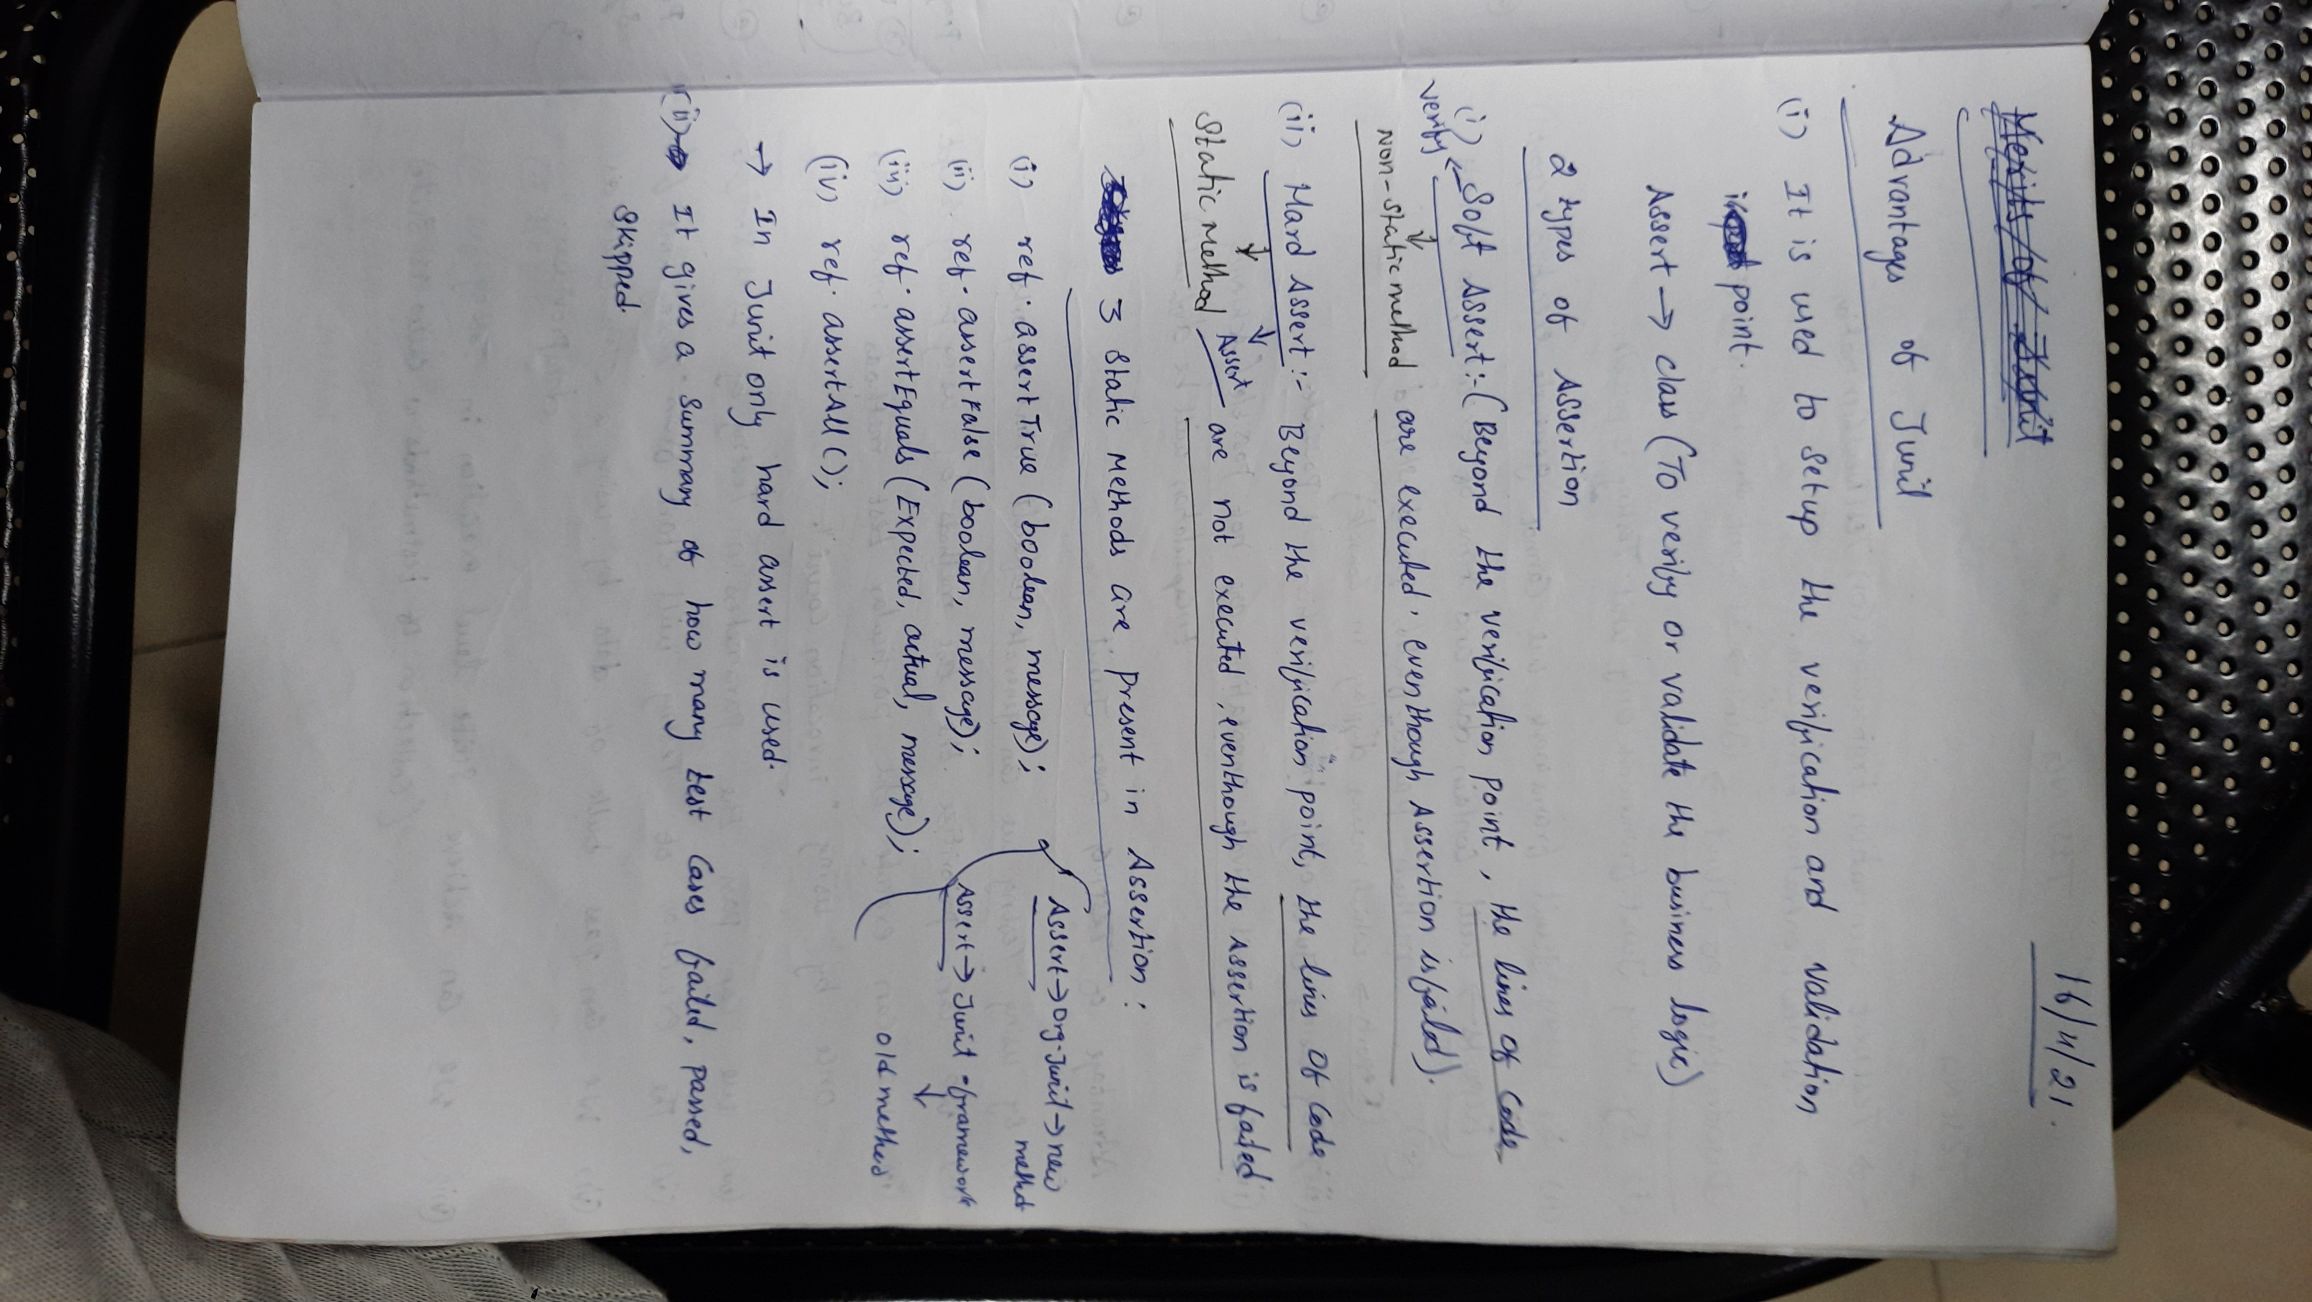 16/4/21.
Advantages of Junit
(i) It is used to setup the verification and validation
point.
Assert → class (To verify or validate the business logic)
2 types of Assertion
(i) Soft Assert:- (Beyond the verification point, the lines of code
verify ←
Non-static method are executed, eventhough Assertion is failed).
(ii) Hard Assert:- Beyond the verification point, the lines of code
Static method Assert are not executed, eventhough the Assertion is failed
3 static methods are present in Assertion:
(i) ref. assertTrue (boolean, message);
Assert → org.Junit → new method
(ii) ref. assertFalse (boolean, message);
Assert → Junit. framework
(iii) ref. assertEquals (Expected, actual, message);
old method
(iv) ref. assertAll();
→ In Junit only hard assert is used.
(ii) It gives a summary of how many test cases failed, passed,
skipped.